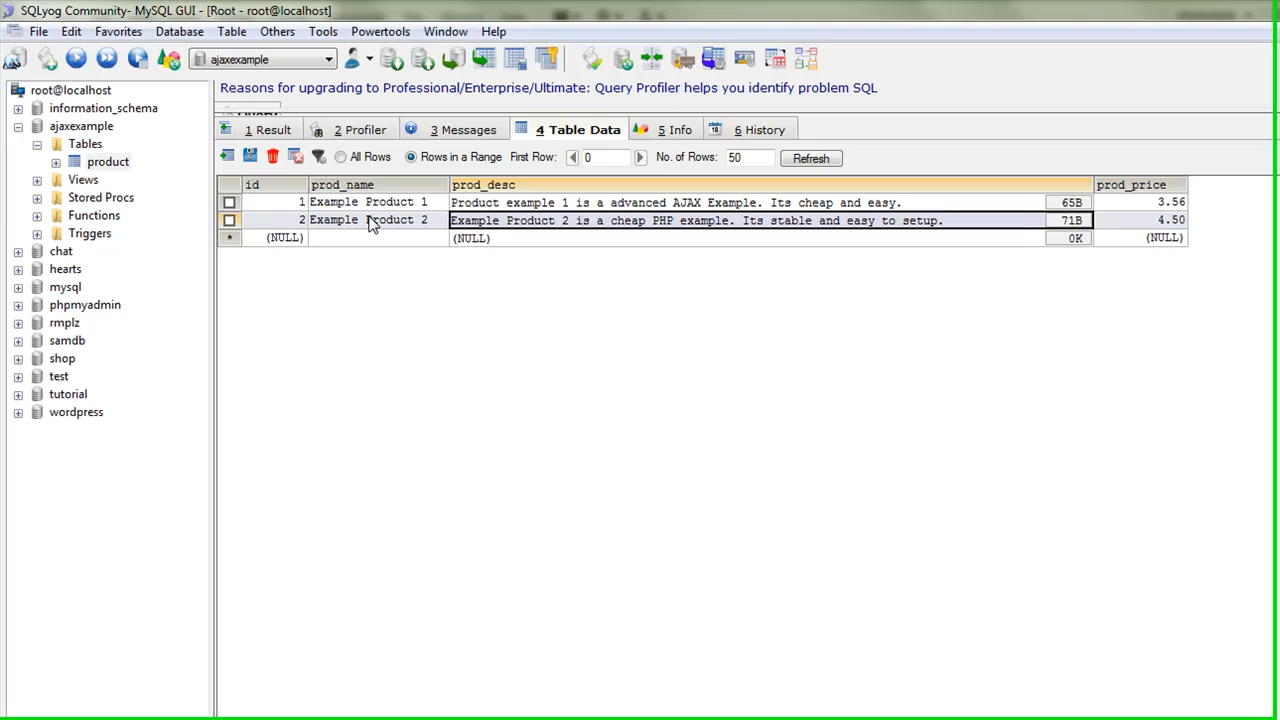 SQLyog Community- MySQL GUI - [Root - root@localhost]
File Edit Favorites Database Table Others Tools Powertools Window Help
ajaxexample
root@localhost
information_schema
ajaxexample
Tables
product
Views
Stored Procs
Functions
Triggers
chat
hearts
mysql
phpmyadmin
rmplz
samdb
shop
test
tutorial
wordpress
Reasons for upgrading to Professional/Enterprise/Ultimate: Query Profiler helps you identify problem SQL
1 Result 2 Profiler 3 Messages 4 Table Data 5 Info 6 History
All Rows Rows in a Range First Row: 0 No. of Rows: 50 Refresh
id prod_name prod_desc prod_price
1 Example Product 1 Product example 1 is a advanced AJAX Example. Its cheap and easy. 65B 3.56
2 Example Product 2 Example Product 2 is a cheap PHP example. Its stable and easy to setup. 71B 4.50
* (NULL) (NULL) 0K (NULL)